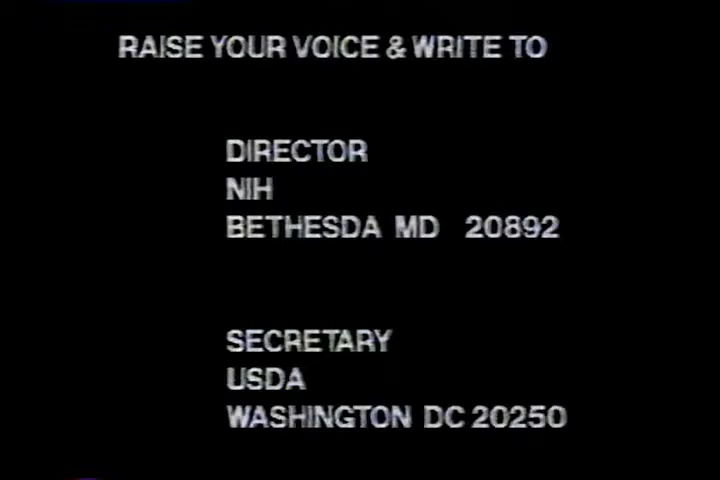 RAISE YOUR VOICE & WRITE TO
DIRECTOR
NIH
BETHESDA MD 20892
SECRETARY
USDA
WASHINGTON DC 20250